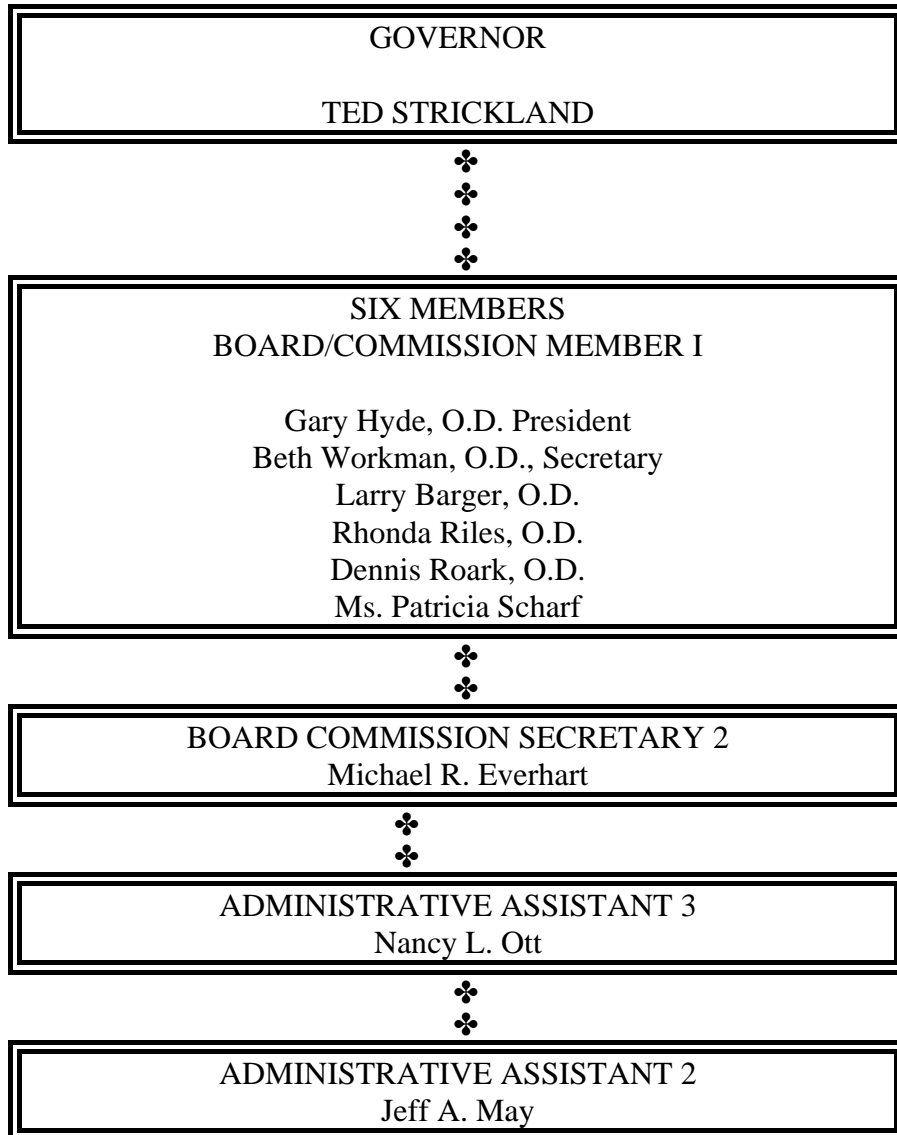 GOVERNOR
TED STRICKLAND
SIX MEMBERS
BOARD/COMMISSION MEMBER I
Gary Hyde, O.D. President
Beth Workman, O.D., Secretary
Larry Barger, O.D.
Rhonda Riles, O.D.
Dennis Roark, O.D.
Ms. Patricia Scharf
BOARD COMMISSION SECRETARY 2
Michael R. Everhart
ADMINISTRATIVE ASSISTANT 3
Nancy L. Ott
ADMINISTRATIVE ASSISTANT 2
Jeff A. May